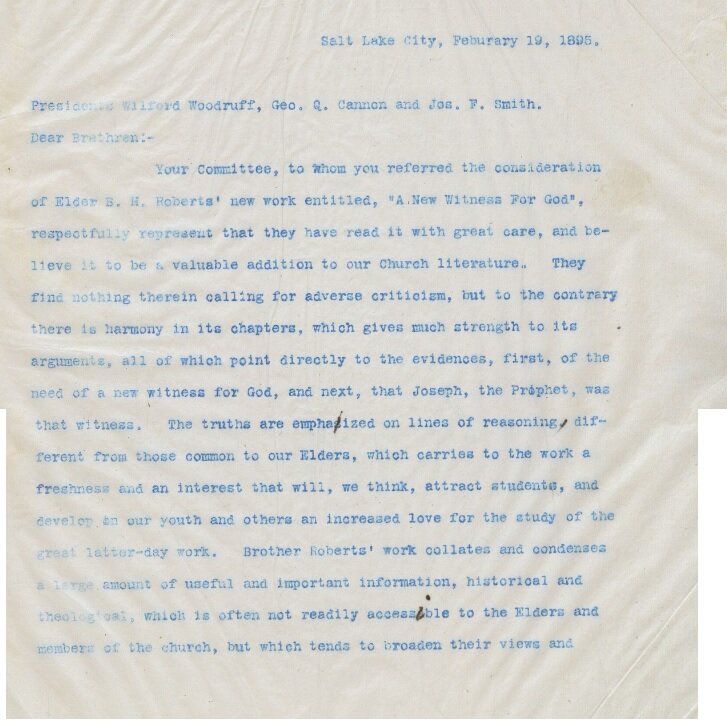 Salt Lake City, Feburary 19, 1895.
Presidents Wilford Woodruff, Geo. Q. Cannon and Jos. F. Smith.
Dear Brethren:-
Your Committee, to whom you referred the consideration
of Elder B. H. Roberts' new work entitled, "A New Witness For God",
respectfully represent that they have read it with great care, and be-
lieve it to be a valuable addition to our Church literature. They
find nothing therein calling for adverse criticism, but to the contrary
there is harmony in its chapters, which gives much strength to its
arguments, all of which point directly to the evidences, first, of the
need of a new witness for God, and next, that Joseph, the Prophet, was
that witness. The truths are emphasized on lines of reasoning, dif-
ferent from those common to our Elders, which carries to the work a
freshness and an interest that will, we think, attract students, and
develop in our youth and others an increased love for the study of the
great latter-day work. Brother Roberts' work collates and condenses
a large amount of useful and important information, historical and
theological, which is often not readily accessible to the Elders and
members of the church, but which tends to broaden their views and